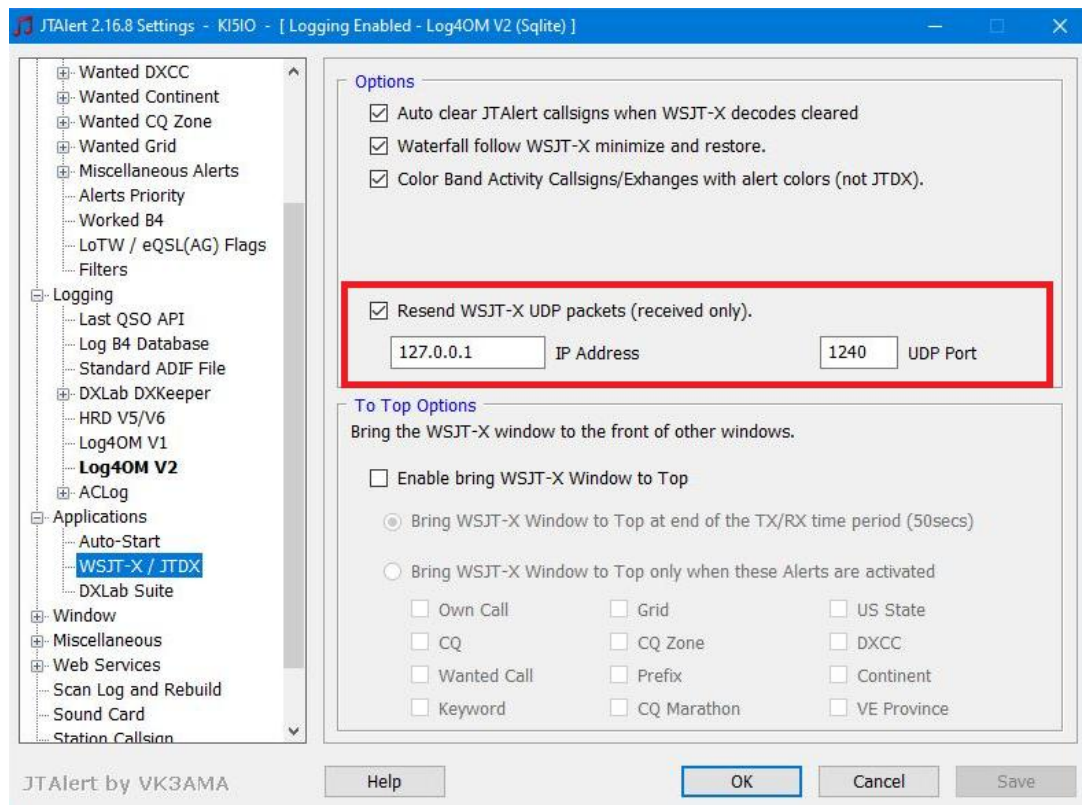 JTAlert 2.16.8 Settings - KI5IO - [ Logging Enabled - Log4OM V2 (Sqlite) ]
Wanted DXCC
Wanted Continent
Wanted CQ Zone
Wanted Grid
Miscellaneous Alerts
Alerts Priority
Worked B4
LoTW / eQSL(AG) Flags
Filters
Logging
Last QSO API
Log B4 Database
Standard ADIF File
DXLab DXKeeper
HRD V5/V6
Log4OM V1
Log4OM V2
ACLog
Applications
Auto-Start
WSJT-X / JTDX
DXLab Suite
Window
Miscellaneous
Web Services
Scan Log and Rebuild
Sound Card
Station Callsign
Options
Auto clear JTAlert callsigns when WSJT-X decodes cleared
Waterfall follow WSJT-X minimize and restore.
Color Band Activity Callsigns/Exhanges with alert colors (not JTDX).
Resend WSJT-X UDP packets (received only).
127.0.0.1 IP Address 1240 UDP Port
To Top Options
Bring the WSJT-X window to the front of other windows.
Enable bring WSJT-X Window to Top
Bring WSJT-X Window to Top at end of the TX/RX time period (50secs)
Bring WSJT-X Window to Top only when these Alerts are activated
Own Call Grid US State
CQ CQ Zone DXCC
Wanted Call Prefix Continent
Keyword CQ Marathon VE Province
JTAlert by VK3AMA Help OK Cancel Save